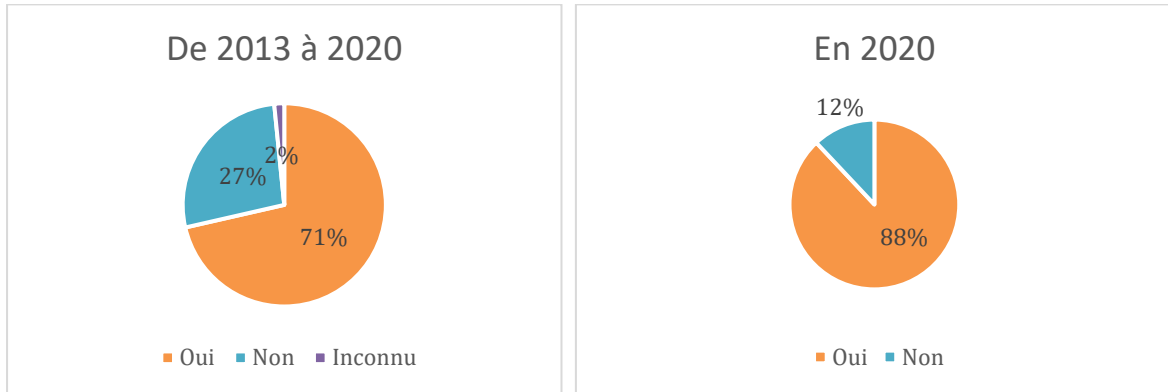 De 2013 à 2020
2%
27%
71%
Oui Non Inconnu
En 2020
12%
88%
Oui Non